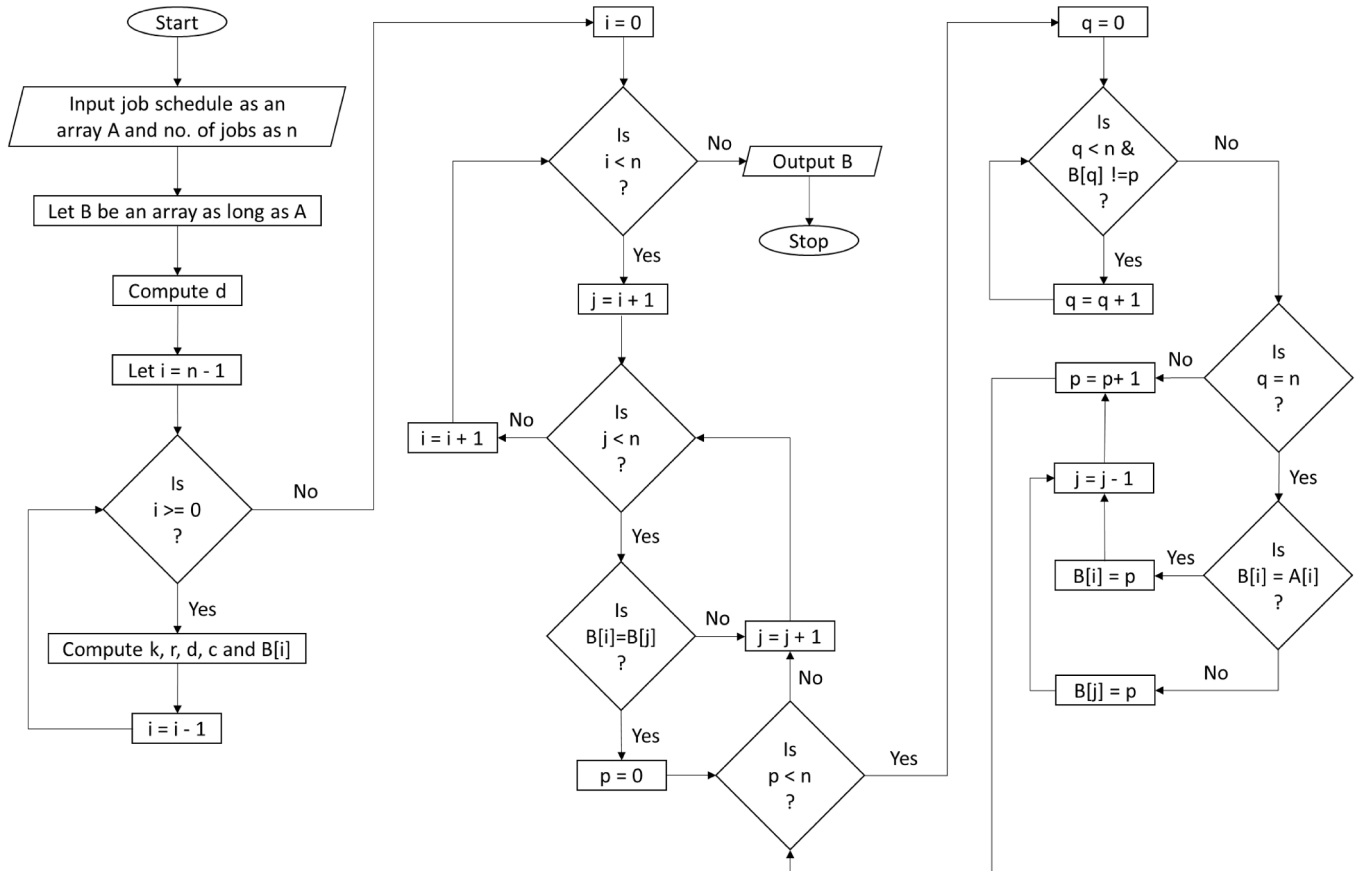 Start
Input job schedule as an
array A and no. of jobs as n
Let B be an array as long as A
Compute d
Let i = n - 1
Is
i >= 0
?
No
Yes
Compute k, r, d, c and B[i]
i = i - 1
i = 0
Is
i < n
?
No
Output B
Stop
Yes
j = i + 1
Is
j < n
?
No
i = i + 1
Yes
Is
B[i]=B[j]
?
No
j = j + 1
Yes
p = 0
Is
p < n
?
No
Yes
q = 0
Is
q < n &
B[q] !=p
?
No
Yes
q = q + 1
Is
q = n
?
No
p = p+ 1
Yes
j = j - 1
Is
B[i] = A[i]
?
Yes
B[i] = p
No
B[j] = p